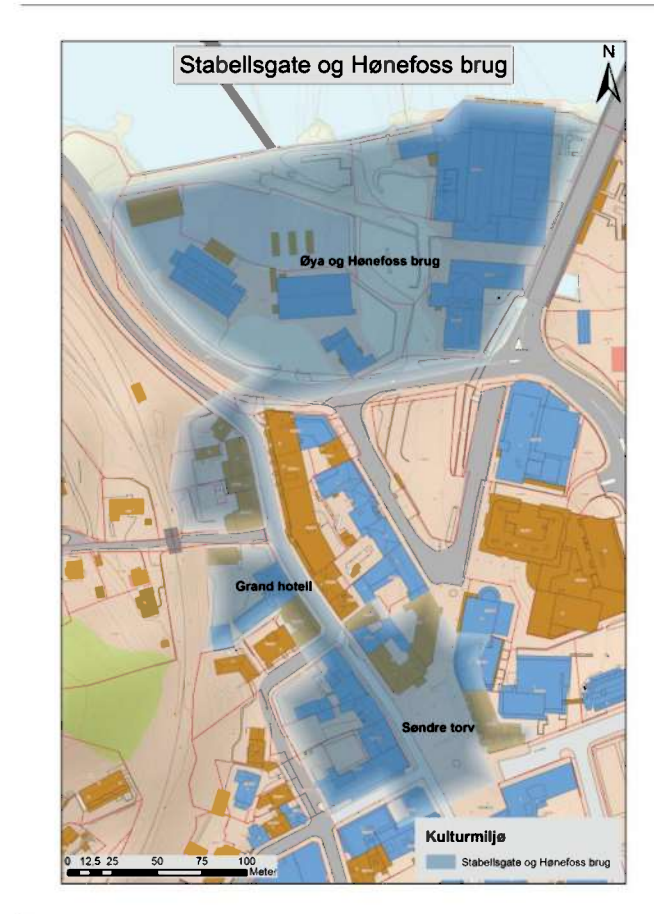 Stabellsgate og Hønefoss brug
N
Øya og Hønefoss brug
Grand hotell
Søndre torv
Kulturmiljø
Stabellsgate og Hønefoss brug
0 12,5 25 50 75 100
Meter